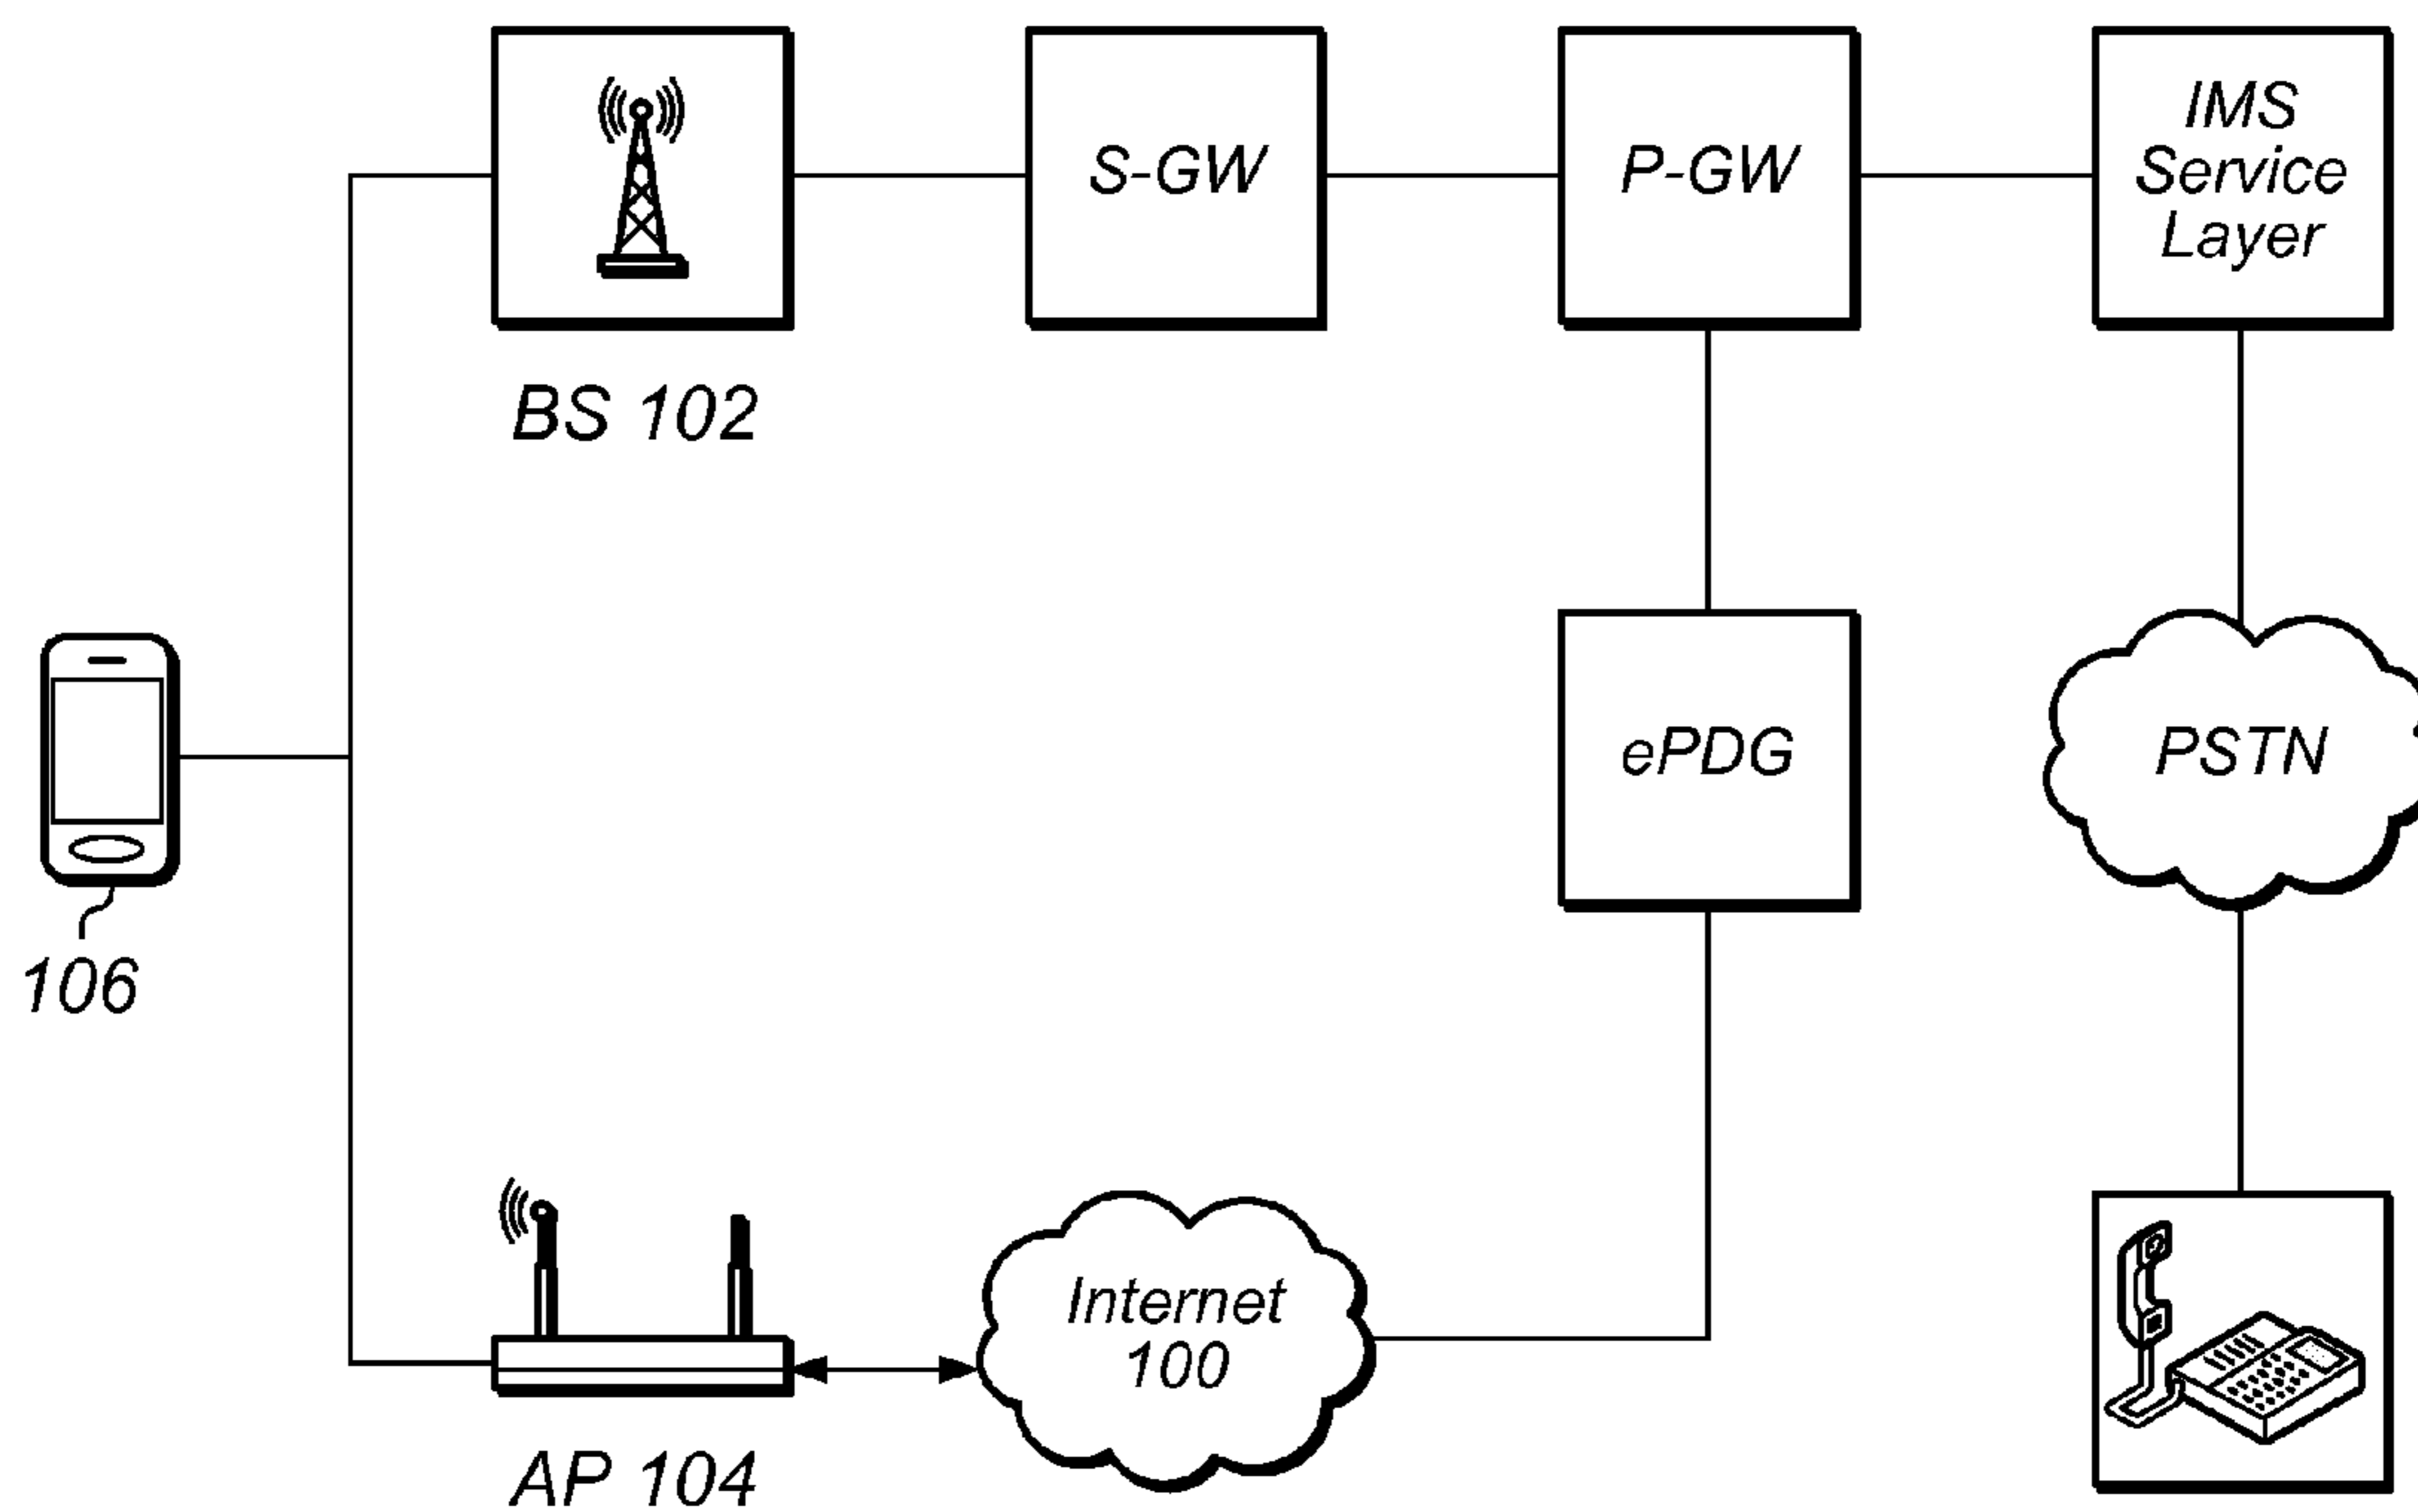 IMS
Service
Layer
S-GW
P-GW
BS 102
ePDG
PSTN
106
Internet
100
AP 104